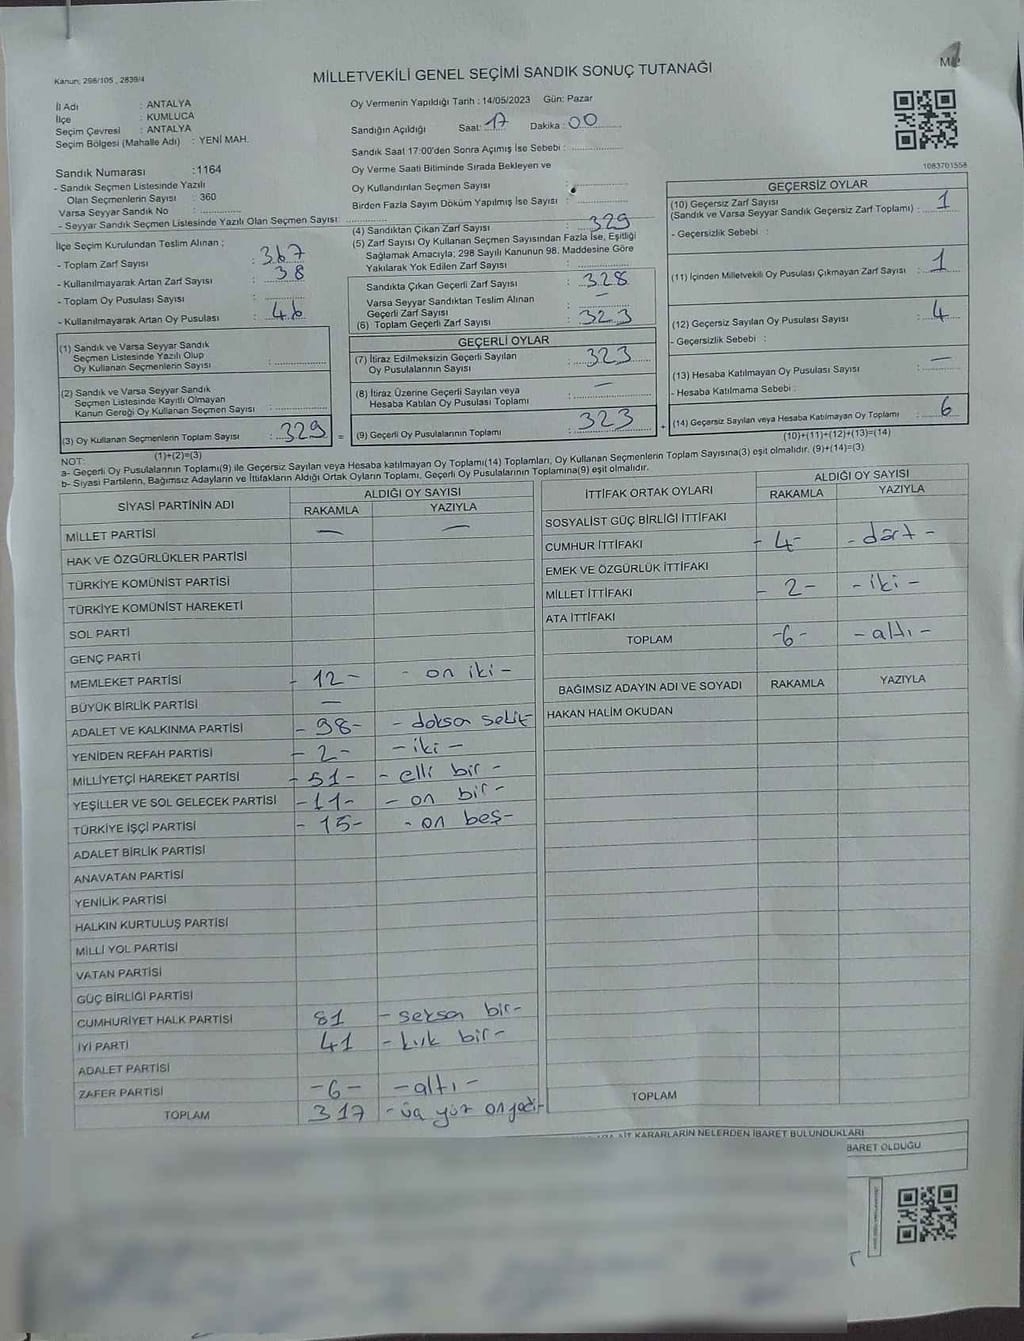 Kanun: 298/105 , 2839/4
MİLLETVEKİLİ GENEL SEÇİMİ SANDIK SONUÇ TUTANAĞI
İl Adı : ANTALYA
İlçe : KUMLUCA
Seçim Çevresi : ANTALYA
Seçim Bölgesi (Mahalle Adı) : YENİ MAH.
Oy Vermenin Yapıldığı Tarih : 14/05/2023 Gün: Pazar
Sandığın Açıldığı Saat: 17 Dakika : 00
Sandık Saat 17:00'den Sonra Açımış İse Sebebi :
Oy Verme Saati Bitiminde Sırada Bekleyen ve
Oy Kullandırılan Seçmen Sayısı :
Birden Fazla Sayım Döküm Yapılmış İse Sayısı :
1083701558
Sandık Numarası :1164
- Sandık Seçmen Listesinde Yazılı
Olan Seçmenlerin Sayısı : 360
Varsa Seyyar Sandık No :
- Seyyar Sandık Seçmen Listesinde Yazılı Olan Seçmen Sayısı:
İlçe Seçim Kurulundan Teslim Alınan ;
- Toplam Zarf Sayısı : 367
- Kullanılmayarak Artan Zarf Sayısı : 38
- Toplam Oy Pusulası Sayısı :
- Kullanılmayarak Artan Oy Pusulası : 46
(4) Sandıktan Çıkan Zarf Sayısı : 329
(5) Zarf Sayısı Oy Kullanan Seçmen Sayısından Fazla İse, Eşitliği
Sağlamak Amacıyla, 298 Sayılı Kanunun 98. Maddesine Göre
Yakılarak Yok Edilen Zarf Sayısı :
Sandıkta Çıkan Geçerli Zarf Sayısı : 328
Varsa Seyyar Sandıktan Teslim Alınan
Geçerli Zarf Sayısı : —
(6) Toplam Geçerli Zarf Sayısı : 323
GEÇERSİZ OYLAR
(10) Geçersiz Zarf Sayısı
(Sandık ve Varsa Seyyar Sandık Geçersiz Zarf Toplamı) : 1
- Geçersizlik Sebebi :
(11) İçinden Milletvekili Oy Pusulası Çıkmayan Zarf Sayısı : 1
(12) Geçersiz Sayılan Oy Pusulası Sayısı : 4
- Geçersizlik Sebebi :
(13) Hesaba Katılmayan Oy Pusulası Sayısı : —
- Hesaba Katılmama Sebebi :
(14) Geçersiz Sayılan veya Hesaba Katılmayan Oy Toplamı : 6
(10)+(11)+(12)+(13)=(14)
(1) Sandık ve Varsa Seyyar Sandık
Seçmen Listesinde Yazılı Olup
Oy Kullanan Seçmenlerin Sayısı :
(2) Sandık ve Varsa Seyyar Sandık
Seçmen Listesinde Kayıtlı Olmayan
Kanun Gereği Oy Kullanan Seçmen Sayısı :
(3) Oy Kullanan Seçmenlerin Toplam Sayısı : 329 =
(1)+(2)=(3)
GEÇERLİ OYLAR
(7) İtiraz Edilmeksizin Geçerli Sayılan
Oy Pusulalarının Sayısı : 323
(8) İtiraz Üzerine Geçerli Sayılan veya
Hesaba Katılan Oy Pusulası Toplamı : —
(9) Geçerli Oy Pusulalarının Toplamı : 323 +
NOT:
a- Geçerli Oy Pusulalarının Toplamı(9) ile Geçersiz Sayılan veya Hesaba katılmayan Oy Toplamı(14) Toplamları, Oy Kullanan Seçmenlerin Toplam Sayısına(3) eşit olmalıdır. (9)+(14)=(3)
b- Siyasi Partilerin, Bağımsız Adayların ve İttifakların Aldığı Ortak Oyların Toplamı, Geçerli Oy Pusulalarının Toplamına(9) eşit olmalıdır.
SİYASİ PARTİNİN ADI
ALDIĞI OY SAYISI
RAKAMLA YAZIYLA
MİLLET PARTİSİ — —
HAK VE ÖZGÜRLÜKLER PARTİSİ
TÜRKİYE KOMÜNİST PARTİSİ
TÜRKİYE KOMÜNİST HAREKETİ
SOL PARTİ
GENÇ PARTİ
MEMLEKET PARTİSİ - 12 - - on iki -
BÜYÜK BİRLİK PARTİSİ —
ADALET VE KALKINMA PARTİSİ - 98 - - doksan sekiz
YENİDEN REFAH PARTİSİ - 2 - - iki -
MİLLİYETÇİ HAREKET PARTİSİ - 51 - - elli bir -
YEŞİLLER VE SOL GELECEK PARTİSİ - 11 - - on bir -
TÜRKİYE İŞÇİ PARTİSİ - 15 - - on beş -
ADALET BİRLİK PARTİSİ
ANAVATAN PARTİSİ
YENİLİK PARTİSİ
HALKIN KURTULUŞ PARTİSİ
MİLLİ YOL PARTİSİ
VATAN PARTİSİ
GÜÇ BİRLİĞİ PARTİSİ
CUMHURİYET HALK PARTİSİ 81 - seksen bir -
İYİ PARTİ 41 - kırk bir -
ADALET PARTİSİ
ZAFER PARTİSİ - 6 - - altı -
TOPLAM 317 - üç yüz on yedi -
İTTİFAK ORTAK OYLARI
ALDIĞI OY SAYISI
RAKAMLA YAZIYLA
SOSYALİST GÜÇ BİRLİĞİ İTTİFAKI
CUMHUR İTTİFAKI - 4 - - dört -
EMEK VE ÖZGÜRLÜK İTTİFAKI
MİLLET İTTİFAKI - 2 - - iki -
ATA İTTİFAKI
TOPLAM - 6 - - altı -
BAĞIMSIZ ADAYIN ADI VE SOYADI RAKAMLA YAZIYLA
HAKAN HALİM OKUDAN
TOPLAM
AİT KARARLARIN NELERDEN İBARET BULUNDUKLARI
BARET OLDUĞU